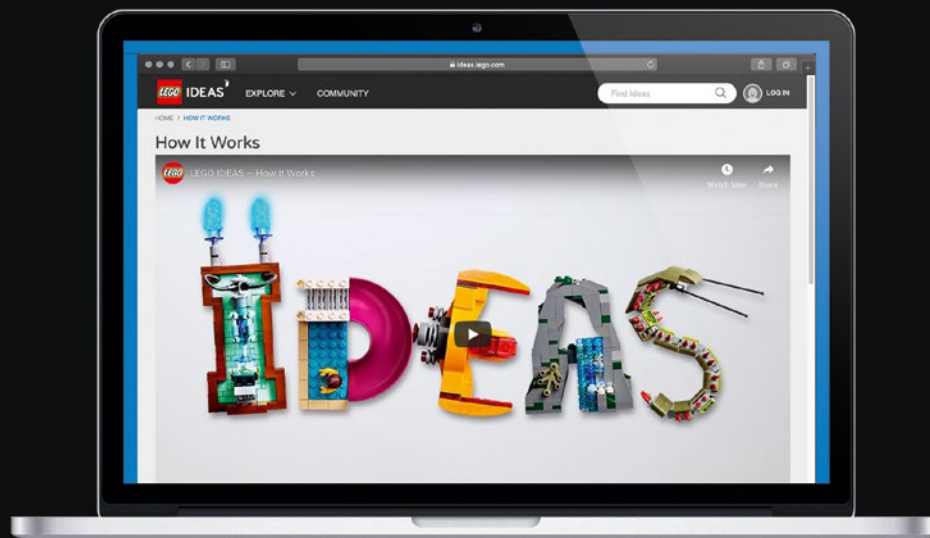 ideas.lego.com
LEGO IDEAS EXPLORE COMMUNITY Find Ideas LOG IN
HOME / HOW IT WORKS
How It Works
LEGO LEGO IDEAS – How it Works
Watch later Share
IDEAS